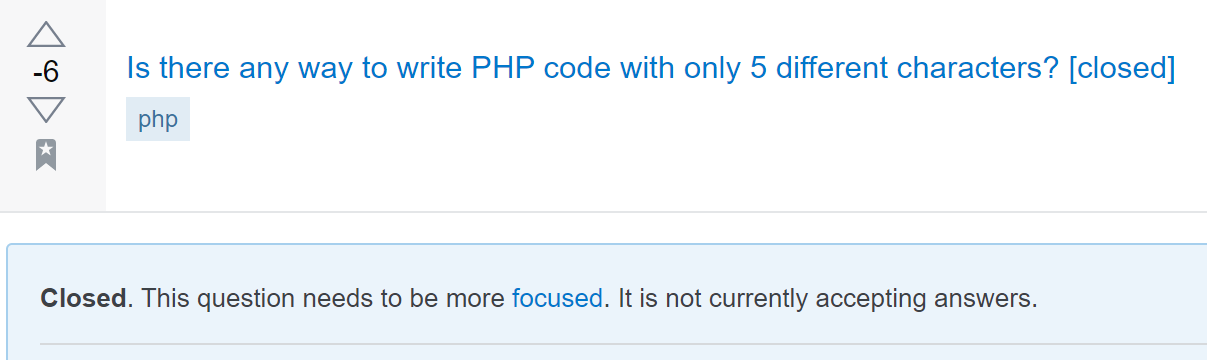 -6
Is there any way to write PHP code with only 5 different characters? [closed]
php
Closed. This question needs to be more focused. It is not currently accepting answers.